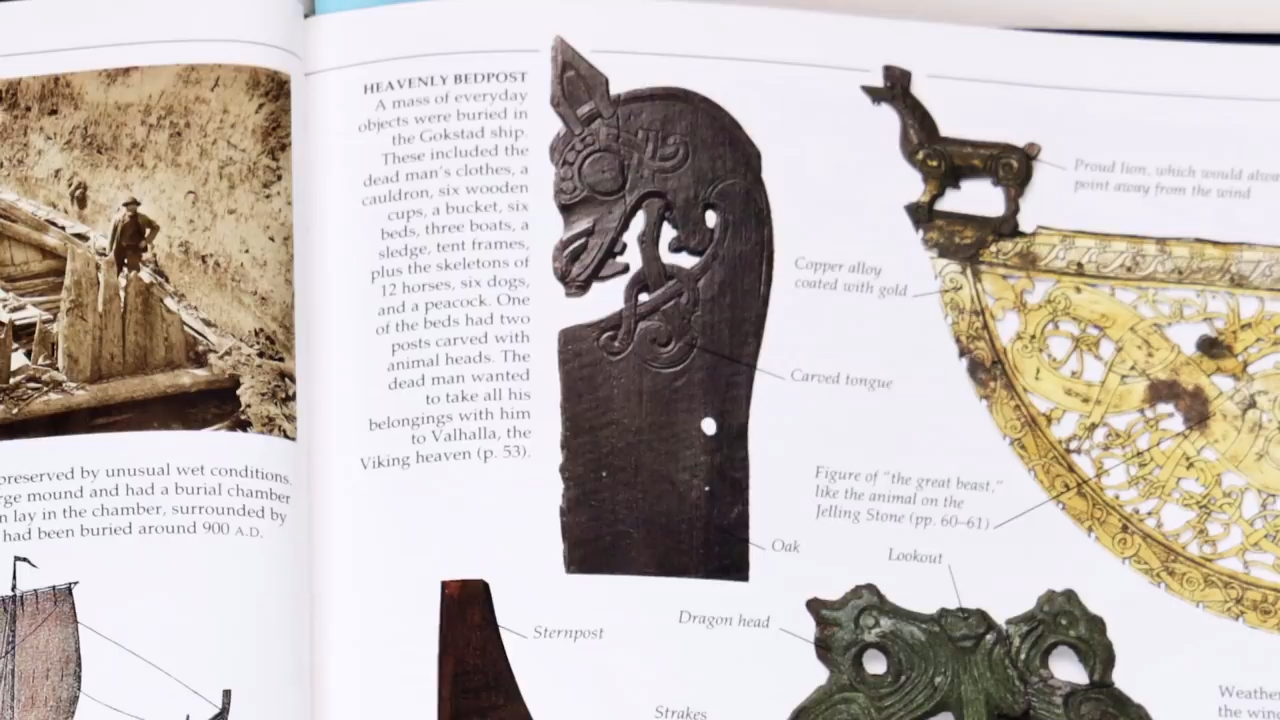 preserved by unusual wet conditions.
rge mound and had a burial chamber
n lay in the chamber, surrounded by
had been buried around 900 A.D.
HEAVENLY BEDPOST
A mass of everyday
objects were buried in
the Gokstad ship.
These included the
dead man's clothes, a
cauldron, six wooden
cups, a bucket, six
beds, three boats, a
sledge, tent frames,
plus the skeletons of
12 horses, six dogs,
and a peacock. One
of the beds had two
posts carved with
animal heads. The
dead man wanted
to take all his
belongings with him
to Valhalla, the
Viking heaven (p. 53).
Proud lion, which would alwa
point away from the wind
Copper alloy
coated with gold
Carved tongue
Figure of "the great beast,"
like the animal on the
Jelling Stone (pp. 60–61)
Oak
Lookout
Dragon head
Sternpost
Strakes
Weather
the wind